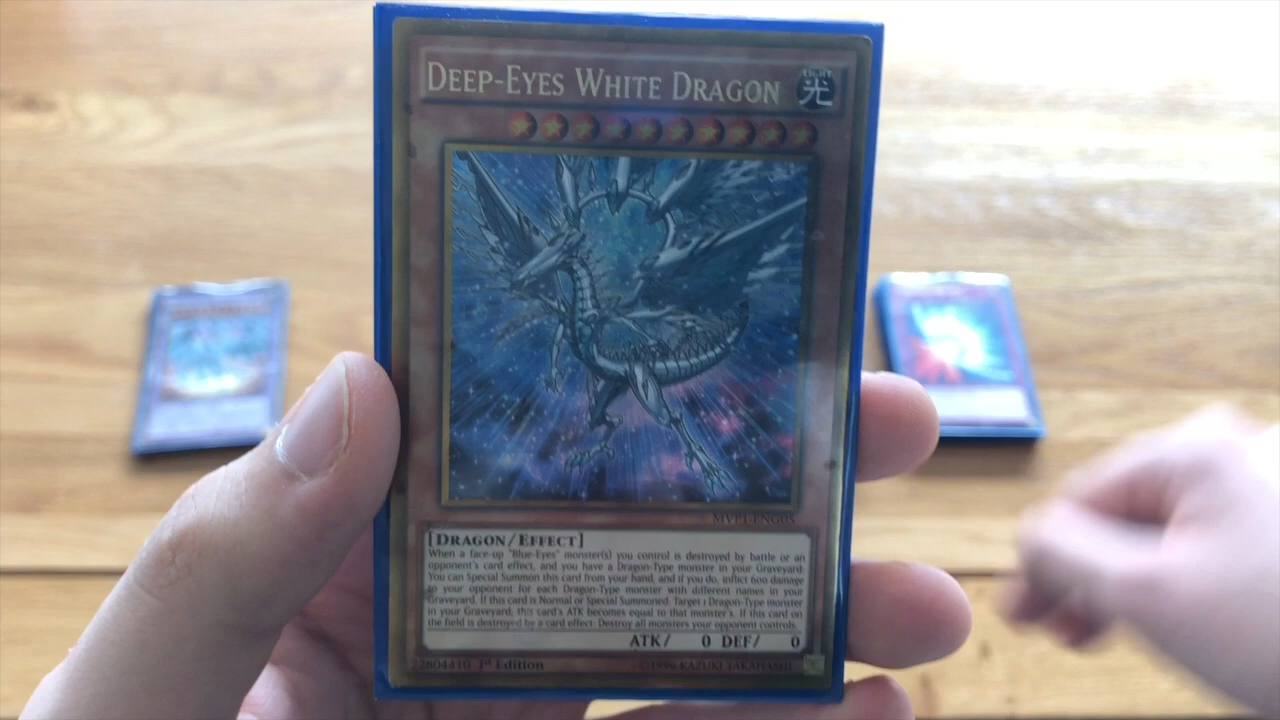 DEEP-EYES WHITE DRAGON
LIGHT
光
MVP1-ENG05
[DRAGON/EFFECT]
When a face-up "Blue-Eyes" monster(s) you control is destroyed by battle or an
opponent's card effect, and you have a Dragon-Type monster in your Graveyard:
You can Special Summon this card from your hand, and if you do, inflict 600 damage
to your opponent for each Dragon-Type monster with different names in your
Graveyard. If this card is Normal or Special Summoned: Target 1 Dragon-Type monster
in your Graveyard; this card's ATK becomes equal to that monster's. If this card on
the field is destroyed by a card effect: Destroy all monsters your opponent controls.
ATK/ 0 DEF/ 0
22804410 1st Edition ©1996 KAZUKI TAKAHASHI